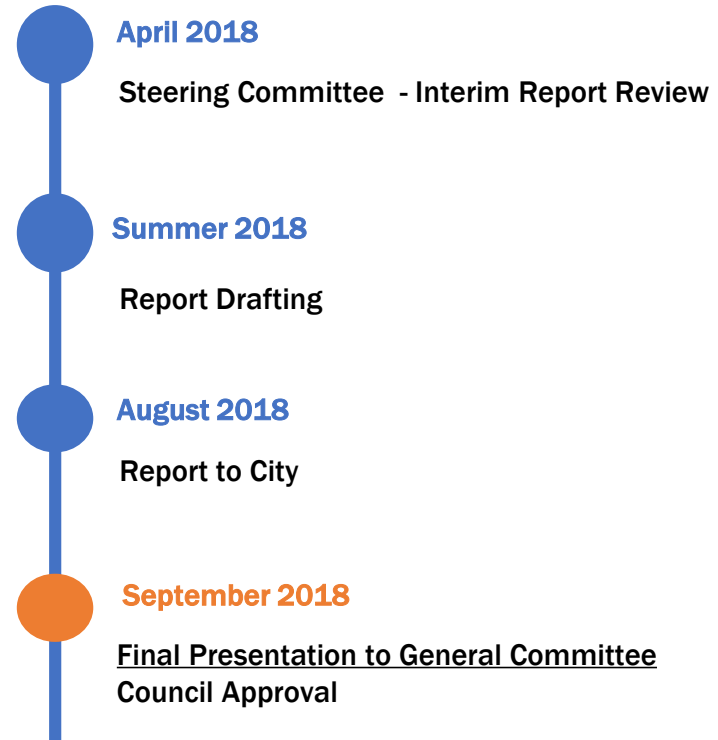 April 2018
Steering Committee - Interim Report Review
Summer 2018
Report Drafting
August 2018
Report to City
September 2018
Final Presentation to General Committee
Council Approval